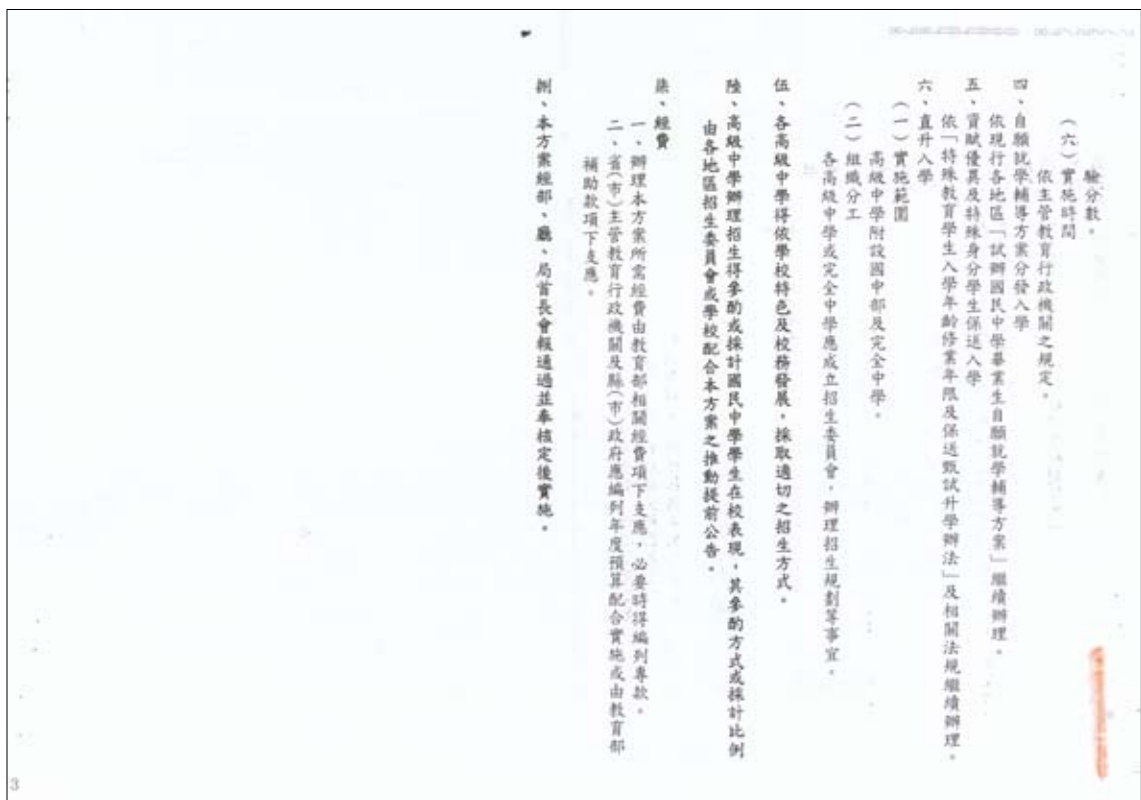 驗分數。
(六)實施時間
依主管教育行政機關之規定。
四、自願就學輔導方案分發入學
依現行各地區「試辦國民中學畢業生自願就學輔導方案」繼續辦理。
五、資賦優異及特殊身分學生保送入學
依「特殊教育學生入學年齡修業年限及保送甄試升學辦法」及相關法規繼續辦理。
六、直升入學
(一)實施範圍
高級中學附設國中部及完全中學。
(二)組織分工
各高級中學或完全中學應成立招生委員會,辦理招生規劃等事宜。
伍、各高級中學得依學校特色及校務發展,採取適切之招生方式。
陸、高級中學辦理招生得參酌或採計國民中學學生在校表現,其參酌方式或採計比例
由各地區招生委員會或學校配合本方案之推動提前公告。
柒、經費
一、辦理本方案所需經費由教育部相關經費項下支應,必要時得編列專款。
二、省(市)主管教育行政機關及縣(市)政府應編列年度預算配合實施或由教育部
補助款項下支應。
捌、本方案經部、廳、局首長會報通過並奉核定後實施。
3